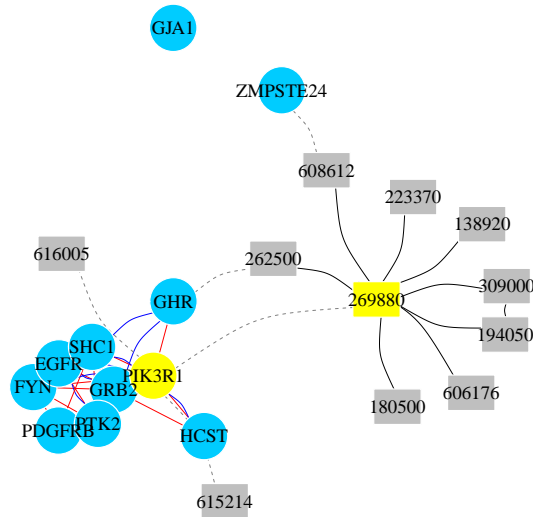 GJA1
ZMPSTE24
608612
223370
138920
616005
262500
309000
269880
GHR
194050
SHC1
EGFR
PIK3R1
FYN
GRB2
606176
180500
PDGFRB
PTK2
HCST
615214